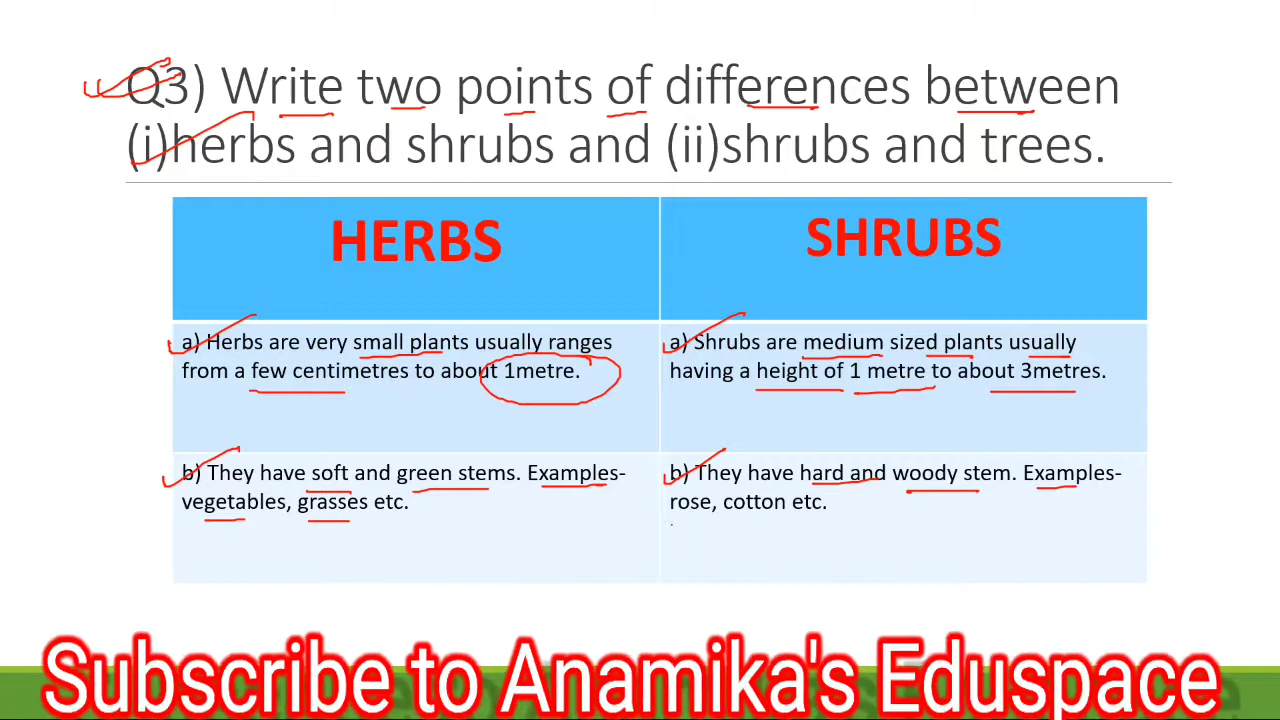 Q3) Write two points of differences between
(i)herbs and shrubs and (ii)shrubs and trees.
HERBS
SHRUBS
a) Herbs are very small plants usually ranges
from a few centimetres to about 1metre.
a) Shrubs are medium sized plants usually
having a height of 1 metre to about 3metres.
b) They have soft and green stems. Examples-
vegetables, grasses etc.
b) They have hard and woody stem. Examples-
rose, cotton etc.
Subscribe to Anamika's Eduspace